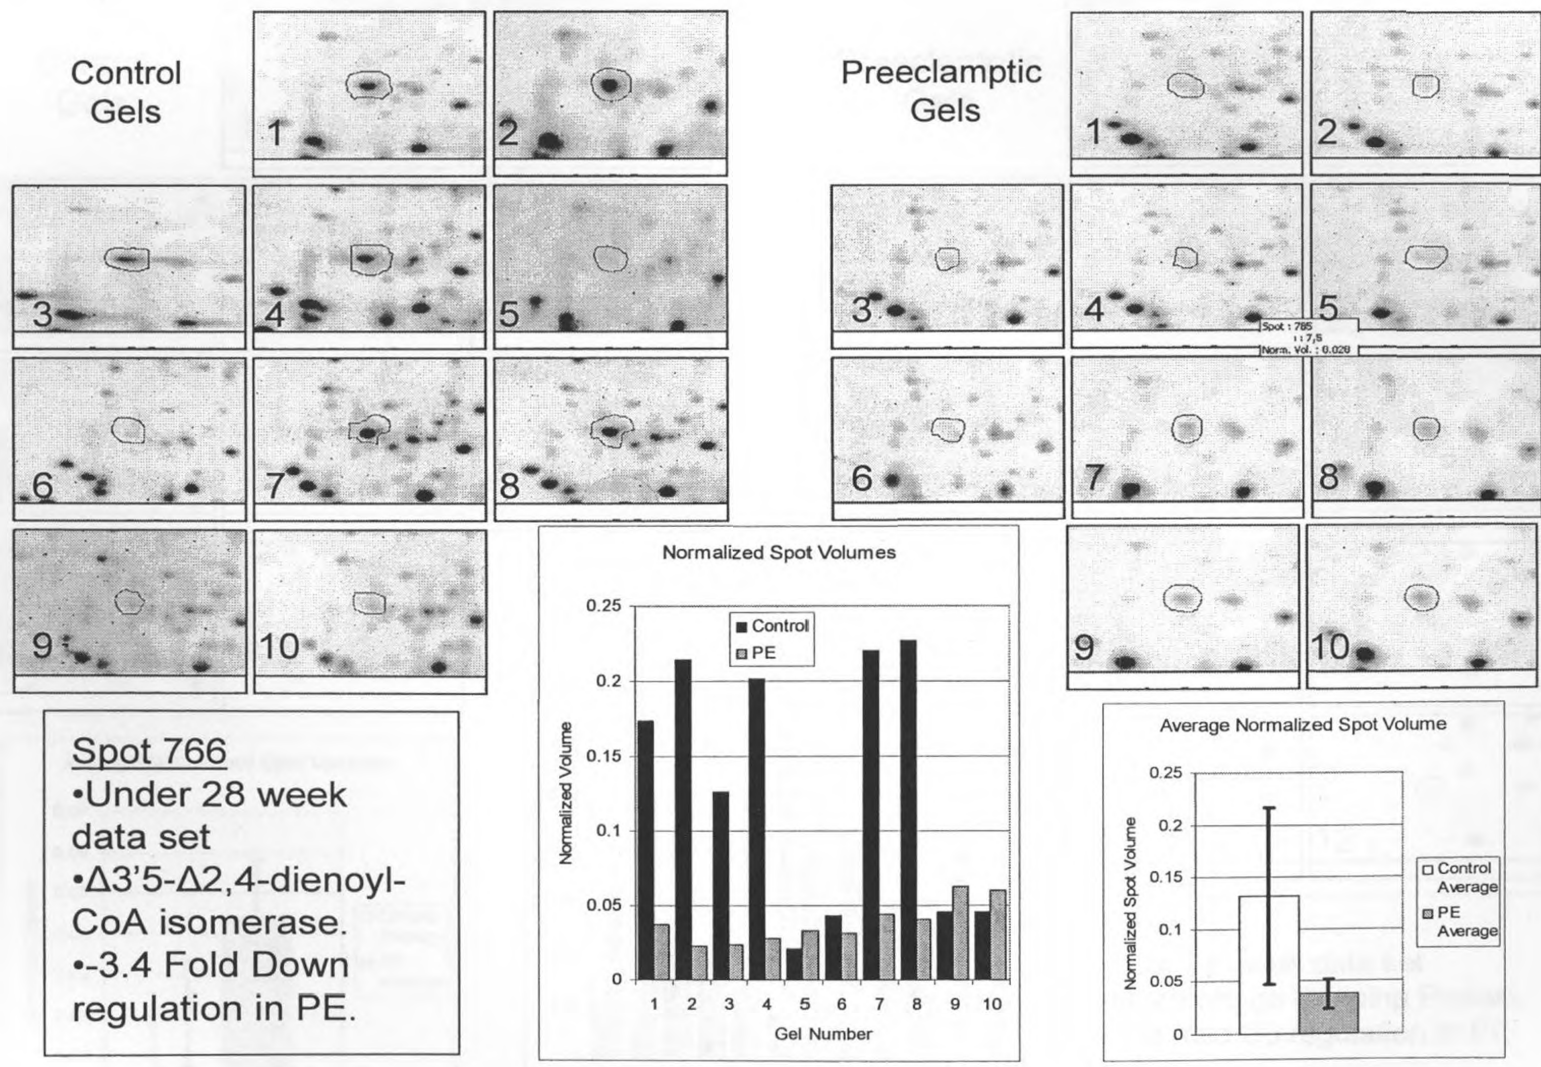 Control
Gels
1
2
3
4
5
6
7
8
9
10
Preeclamptic
Gels
1
2
3
4
5
Spot : 785
Norm. Vol. : 0.028
6
7
8
9
10
Spot 766
•Under 28 week
data set
•Δ3'5-Δ2,4-dienoyl-
CoA isomerase.
•-3.4 Fold Down
regulation in PE.
Normalized Spot Volumes
Normalized Volume
0.25
0.2
0.15
0.1
0.05
0
Control
PE
1 2 3 4 5 6 7 8 9 10
Gel Number
Average Normalized Spot Volume
Normalized Spot Volume
0.25
0.2
0.15
0.1
0.05
0
Control
Average
PE
Average